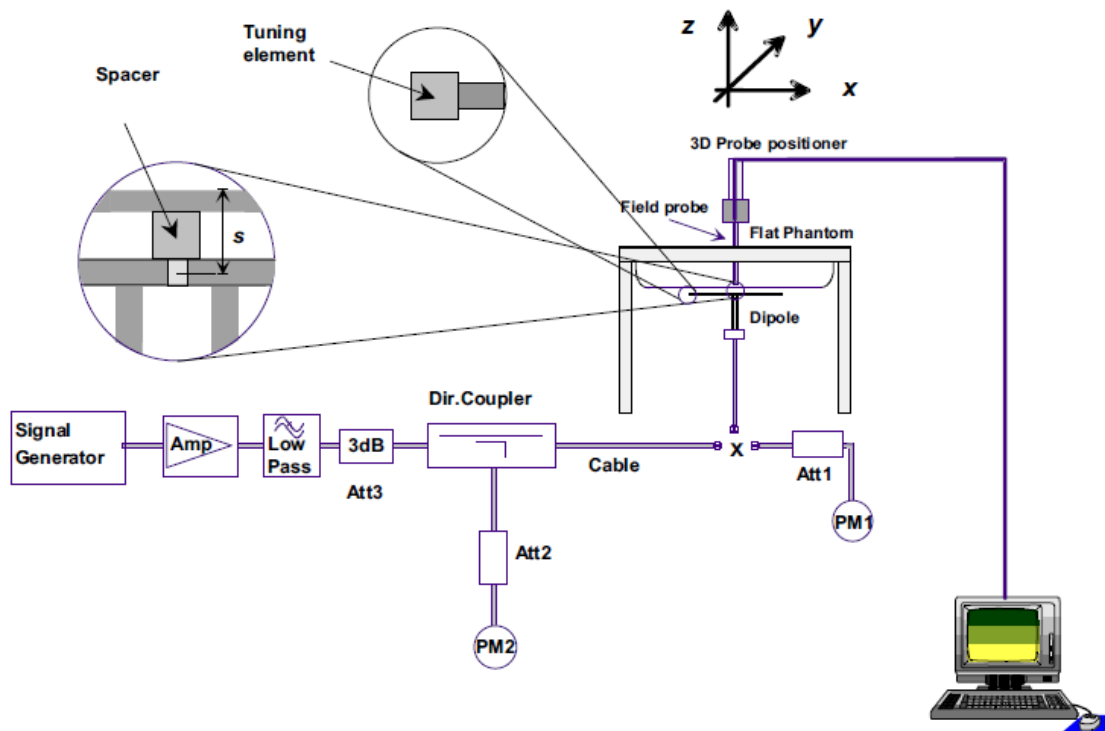 Tuning
element
Spacer
s
z
y
x
3D Probe positioner
Field probe
Flat Phantom
Dipole
Dir.Coupler
Signal
Generator
Amp
Low
Pass
3dB
Att3
Cable
X
Att1
PM1
Att2
PM2